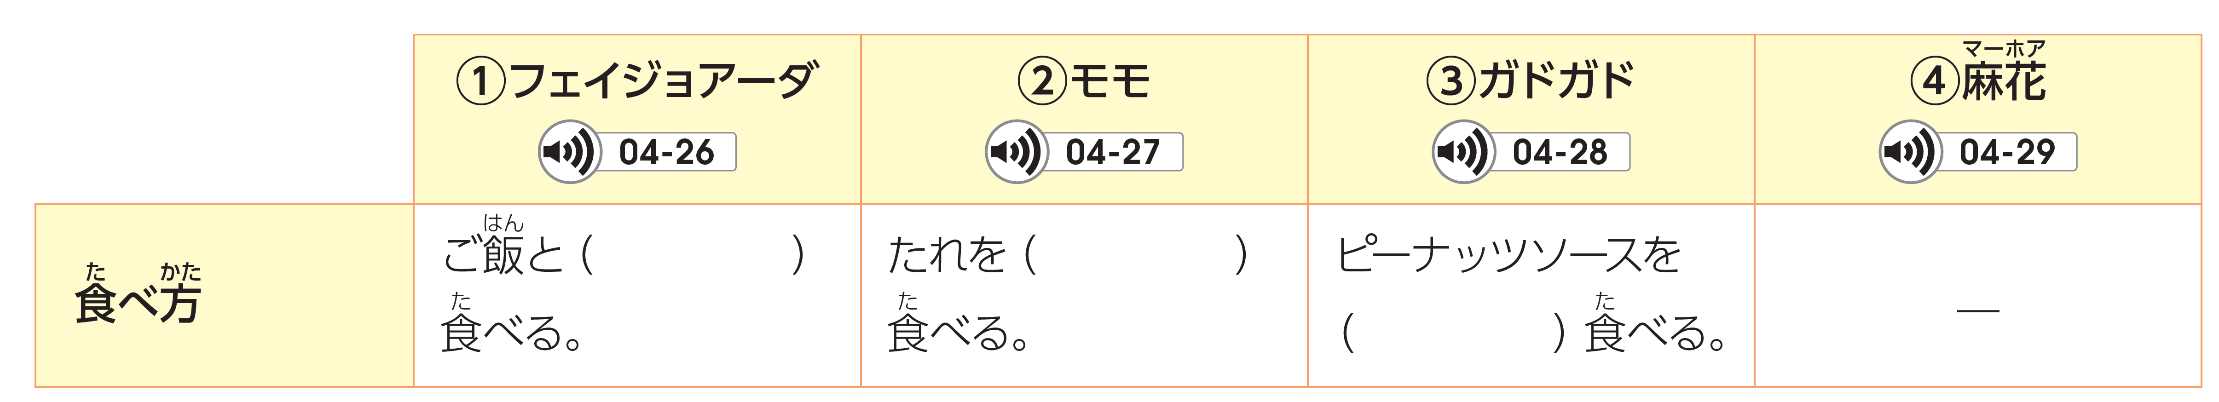 ①フェイジョアーダ
04-26
②モモ
04-27
③ガドガド
04-28
マーホア
④麻花
04-29
た かた
食べ方
はん
ご飯と（ ）
た
食べる。
たれを（ ）
た
食べる。
ピーナッツソースを
た
（ ）食べる。
—